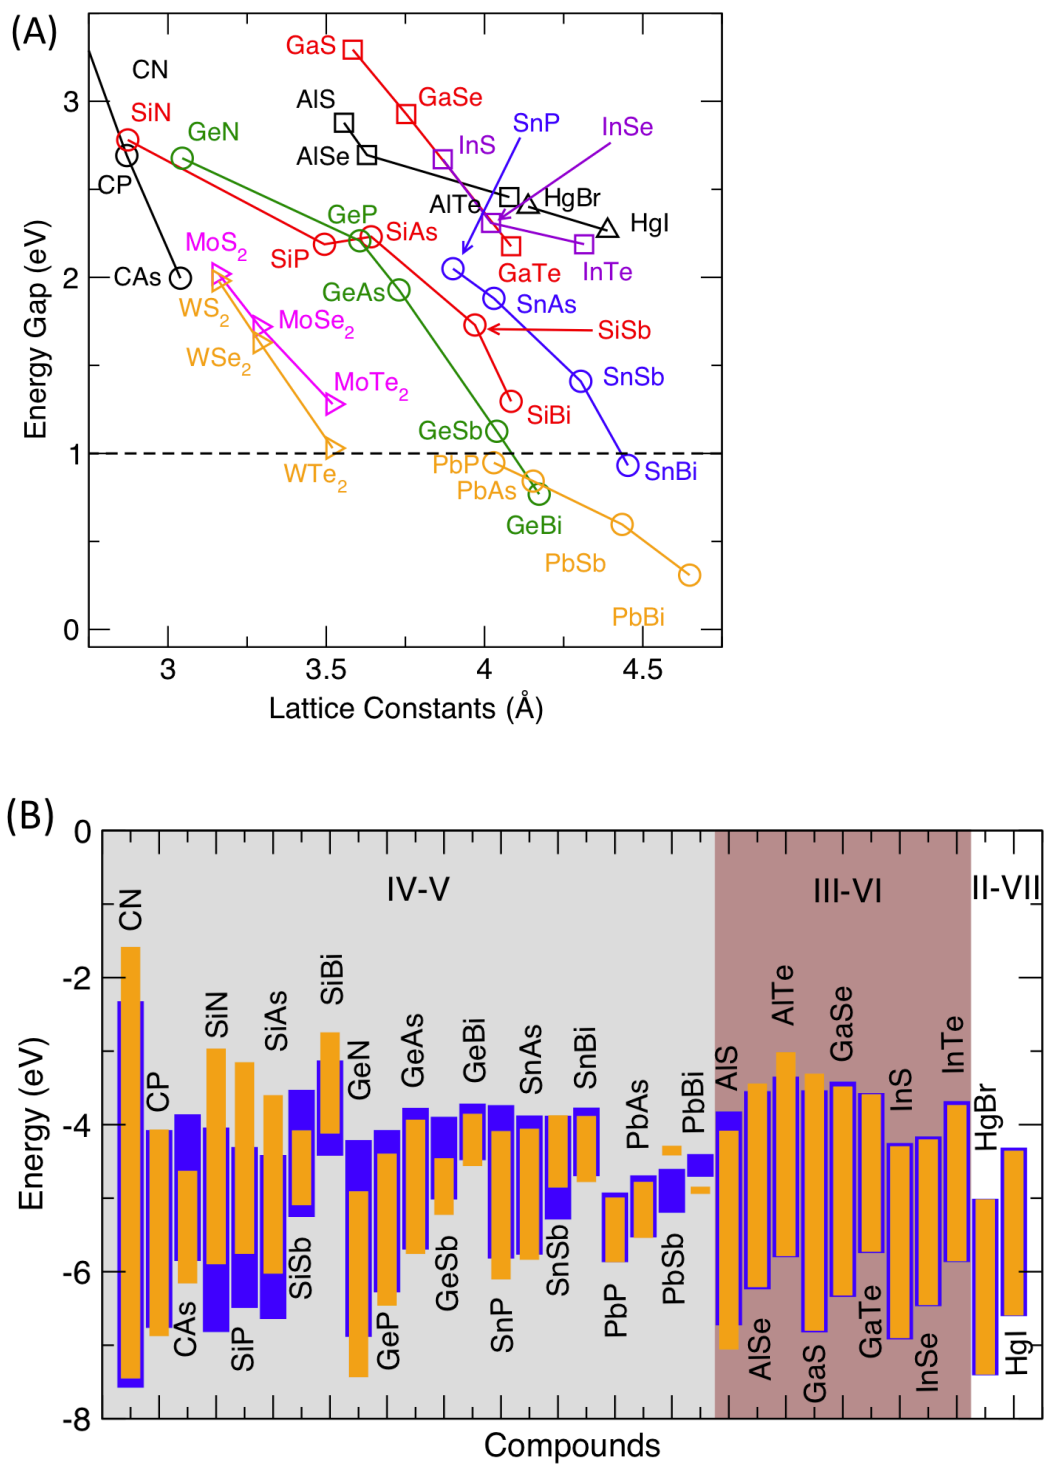 (A)
GaS
CN
GaSe
AlS
SiN
SnP
InSe
GeN
InS
AlSe
CP
AlTe
HgBr
GeP
HgI
SiAs
MoS2
SiP
GaTe
InTe
CAs
GeAs
SnAs
WS2
MoSe2
SiSb
WSe2
SnSb
MoTe2
SiBi
GeSb
PbP
WTe2
SnBi
PbAs
GeBi
PbSb
PbBi
3
2
1
0
Energy Gap (eV)
3 3.5 4 4.5
Lattice Constants (Å)
(B)
0
-2
-4
-6
-8
Energy (eV)
IV-V
III-VI
II-VII
CN
CP
CAs
SiN
SiP
SiAs
SiSb
SiBi
GeN
GeP
GeAs
GeSb
GeBi
SnP
SnAs
SnSb
SnBi
PbP
PbAs
PbSb
PbBi
AlS
AlSe
AlTe
GaS
GaSe
GaTe
InS
InSe
InTe
HgBr
HgI
Compounds